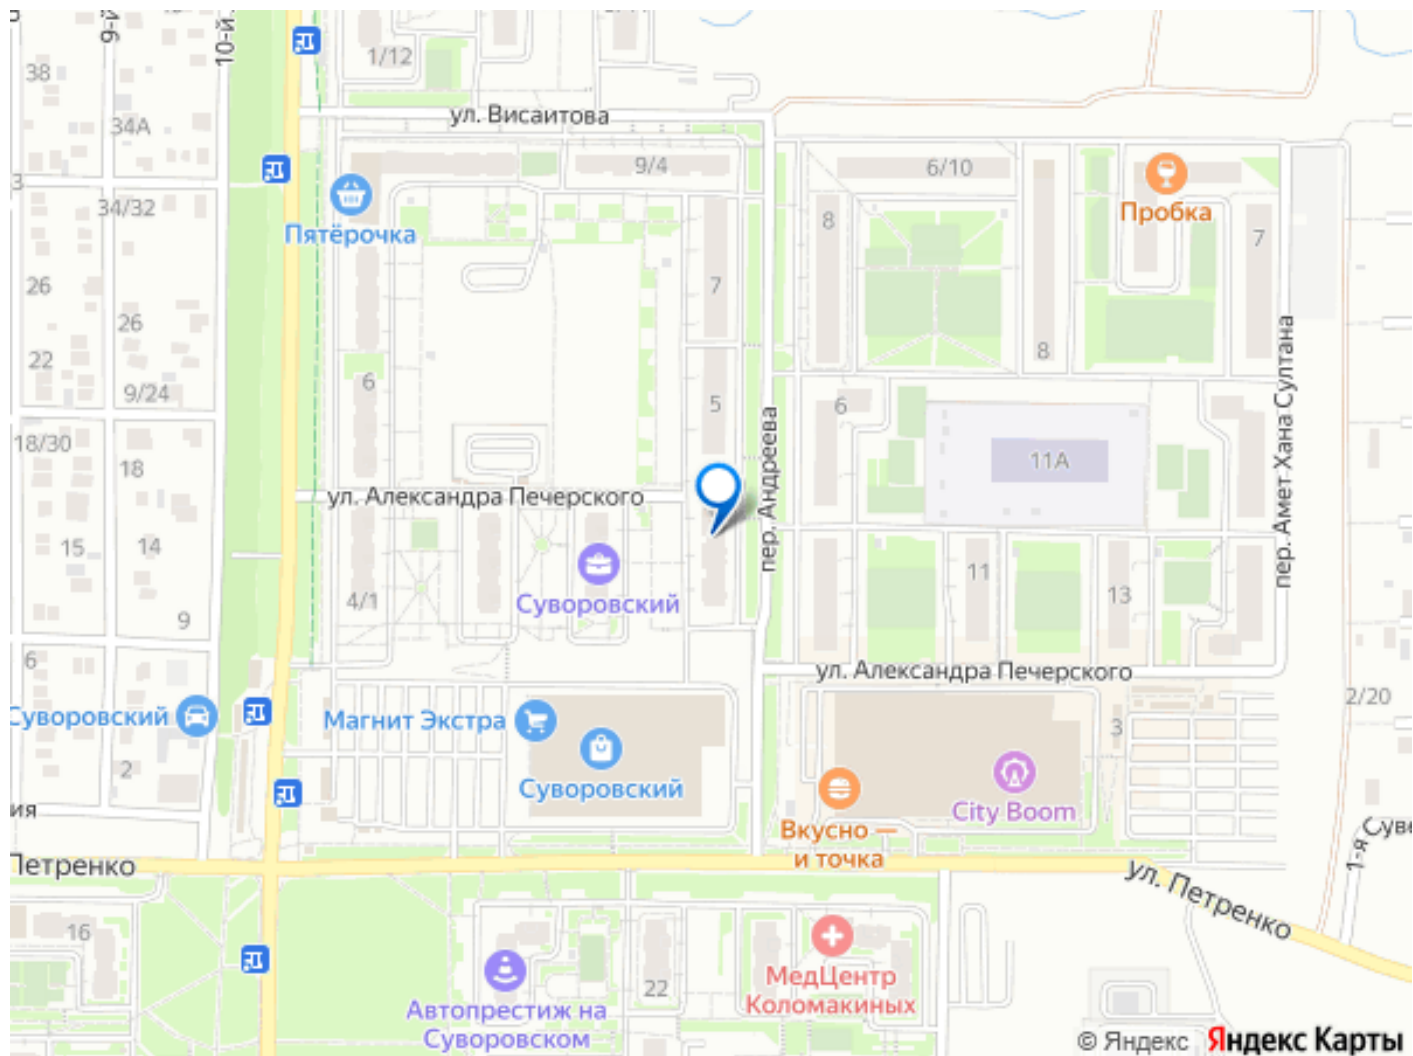 9-й
10-й
1/12
38
ул. Висаитова
34А
9/4
6/10
Пробка
34/32
Пятёрочка
8
7
26
7
26
22
6
9/24
5
6
8
18/30
18
11А
ул. Александра Печерского
пер. Андреева
пер. Амет Хана Султана
15
14
4/1
Суворовский
11
13
9
6
ул. Александра Печерского
Суворовский
Магнит Экстра
2/20
3
2
Суворовский
City Boom
ия
Вкусно —
и точка
Петренко
1-я Суве
ул. Петренко
16
МедЦентр
Коломакиных
22
Автопрестиж на
Суворовском
© Яндекс Яндекс Карты